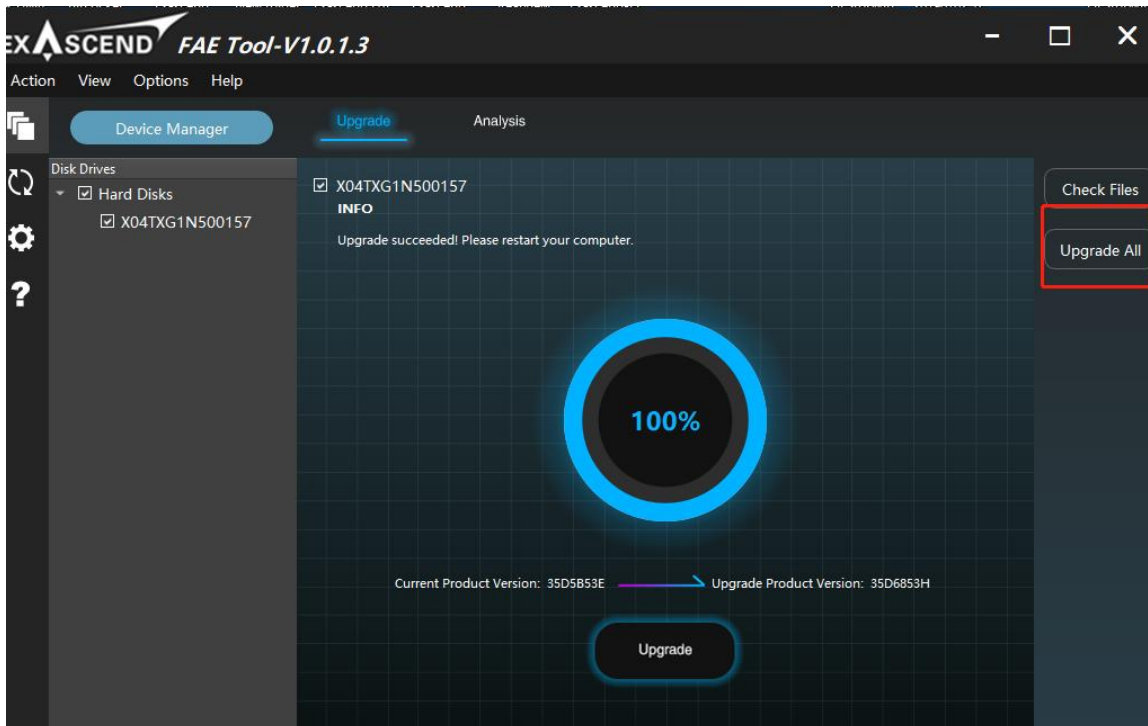 EXASCEND FAE Tool-V1.0.1.3
Action View Options Help
Device Manager
Upgrade
Analysis
Disk Drives
Hard Disks
X04TXG1N500157
X04TXG1N500157
INFO
Upgrade succeeded! Please restart your computer.
100%
Current Product Version: 35D5B53E
Upgrade Product Version: 35D6853H
Upgrade
Check Files
Upgrade All